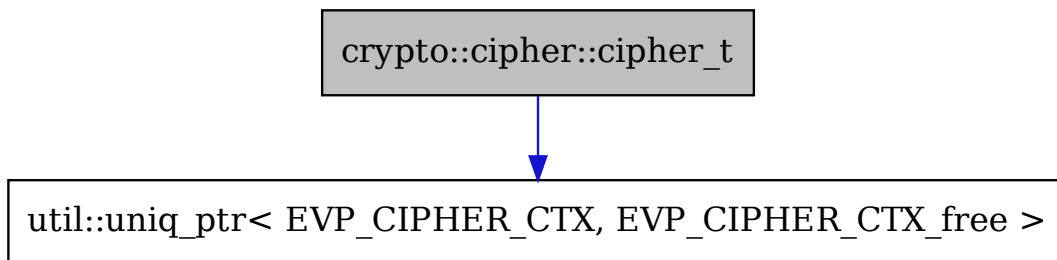 crypto::cipher::cipher_t
util::uniq_ptr< EVP_CIPHER_CTX, EVP_CIPHER_CTX_free >